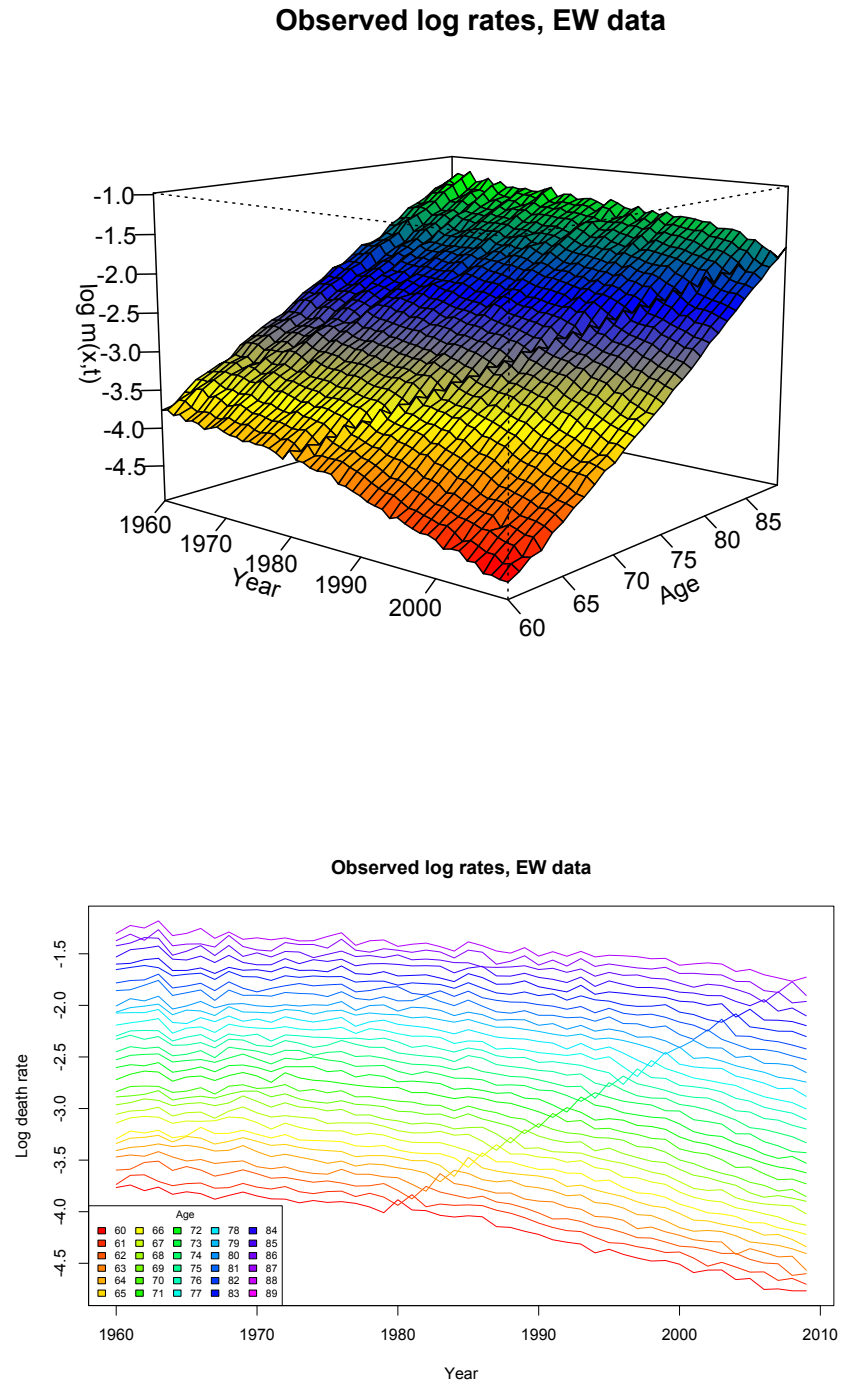 Observed log rates, EW data
-1.0
-1.5
-2.0
-2.5
-3.0
-3.5
-4.0
-4.5
log m(x,t)
1960
1970
1980
1990
2000
Year
60
65
70
75
80
85
Age
Observed log rates, EW data
Log death rate
-1.5
-2.0
-2.5
-3.0
-3.5
-4.0
-4.5
Age
60 66 72 78 84
61 67 73 79 85
62 68 74 80 86
63 69 75 81 87
64 70 76 82 88
65 71 77 83 89
1960 1970 1980 1990 2000 2010
Year